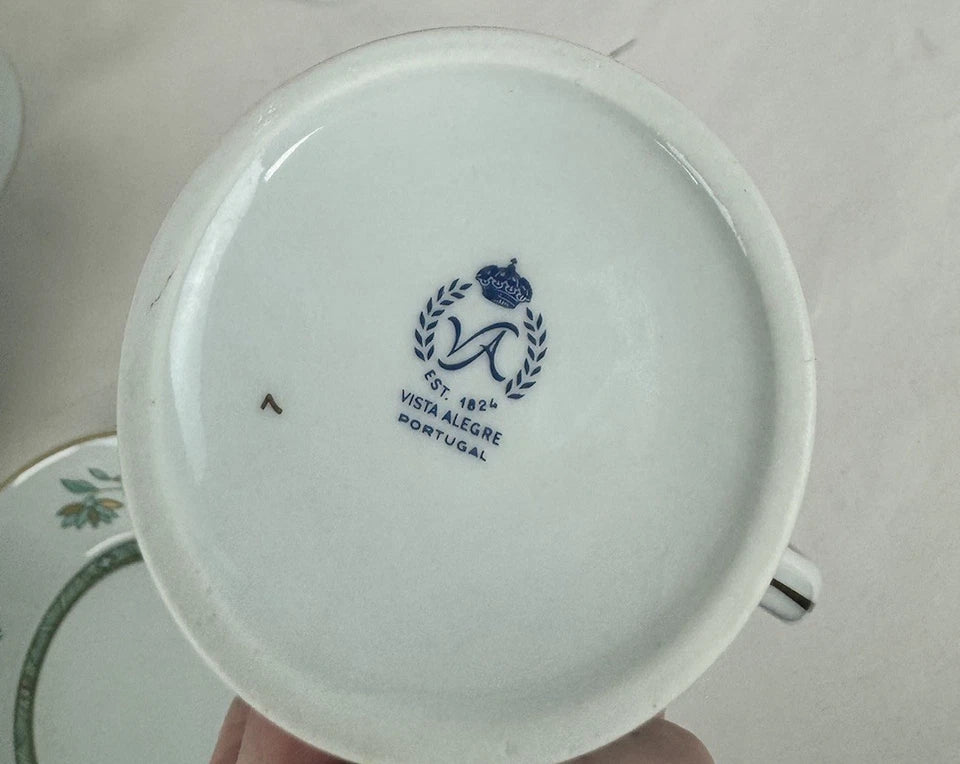 VA
EST. 1824
VISTA ALEGRE
PORTUGAL